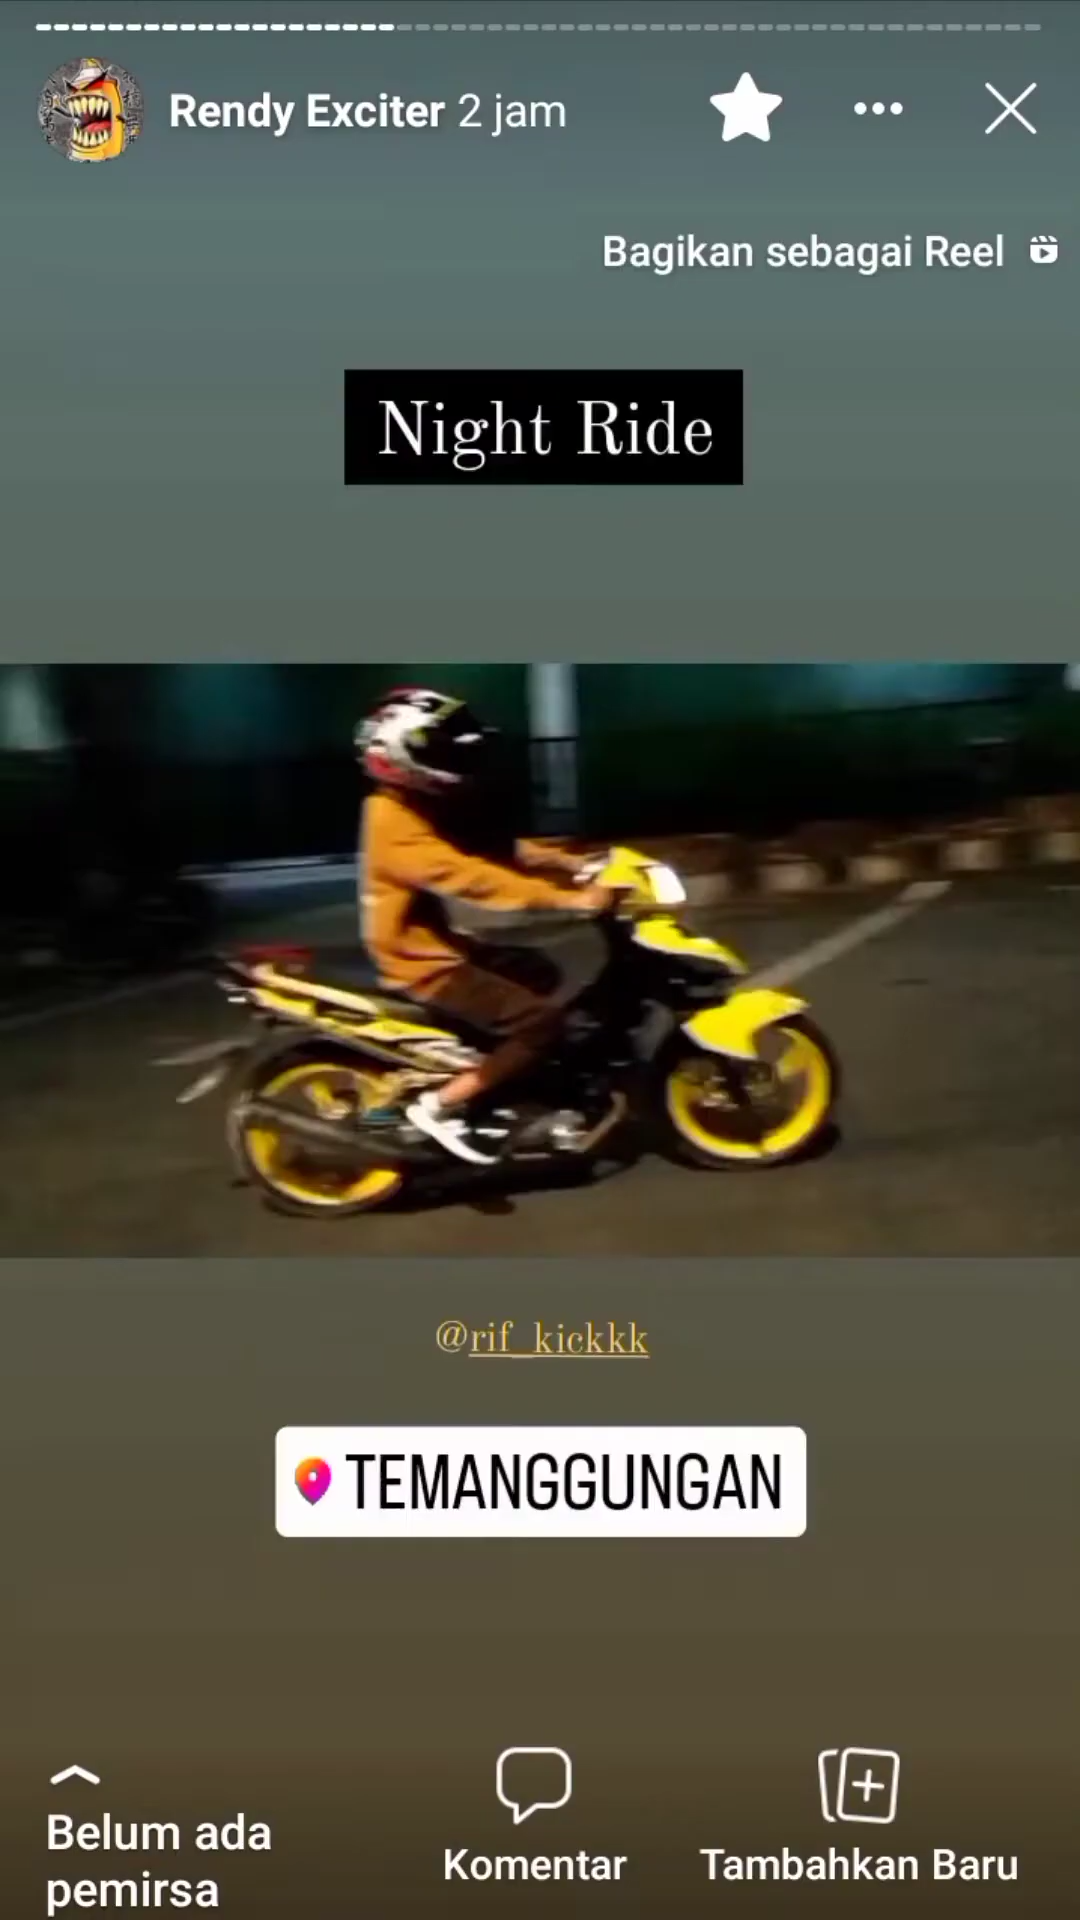 Rendy Exciter 2 jam
Bagikan sebagai Reel
Night Ride
@rif_kickkk
TEMANGGUNGAN
Belum ada
pemirsa
Komentar
Tambahkan Baru